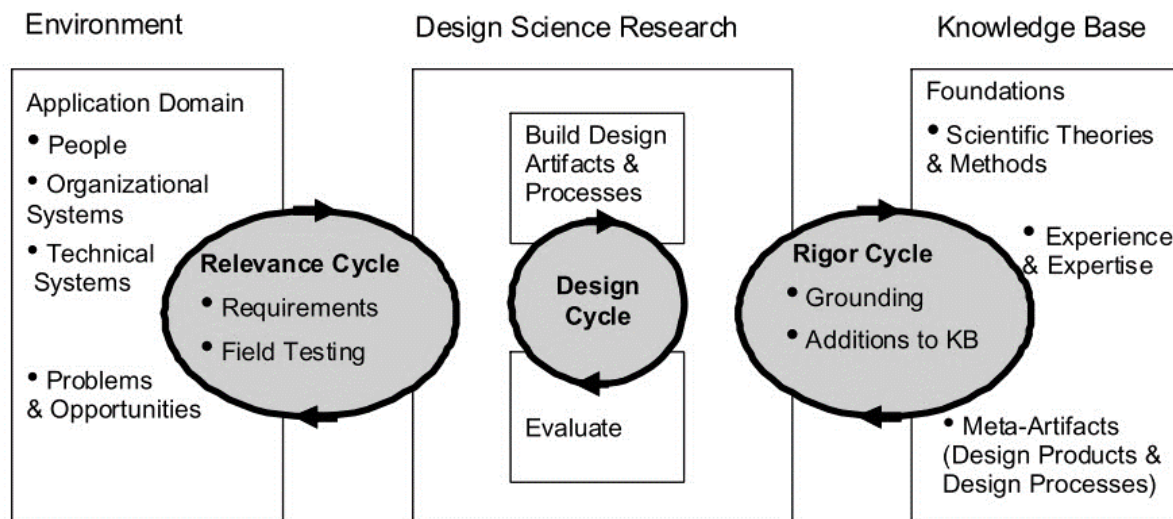 Environment
Design Science Research
Knowledge Base
Application Domain
• People
• Organizational
Systems
• Technical
Systems
• Problems
& Opportunities
Relevance Cycle
• Requirements
• Field Testing
Build Design
Artifacts &
Processes
Design
Cycle
Evaluate
Rigor Cycle
• Grounding
• Additions to KB
Foundations
• Scientific Theories
& Methods
• Experience
& Expertise
• Meta-Artifacts
(Design Products &
Design Processes)